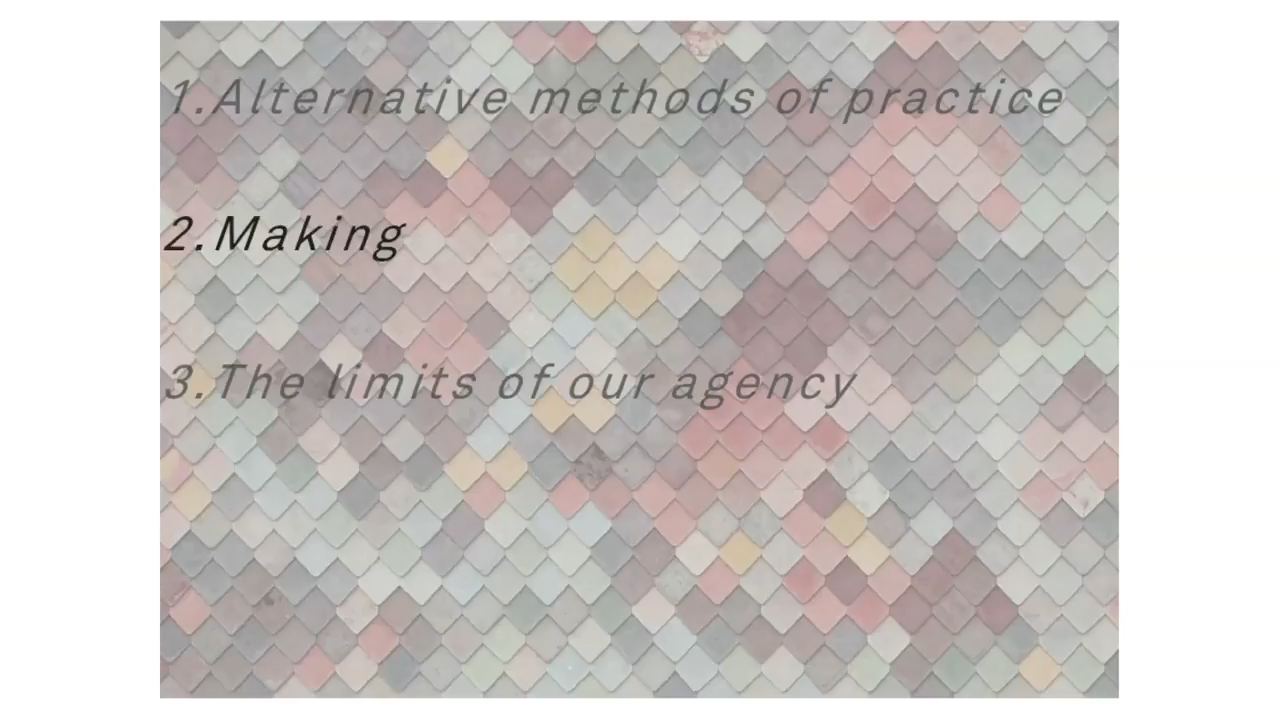 1.Alternative methods of practice
2.Making
3.The limits of our agency